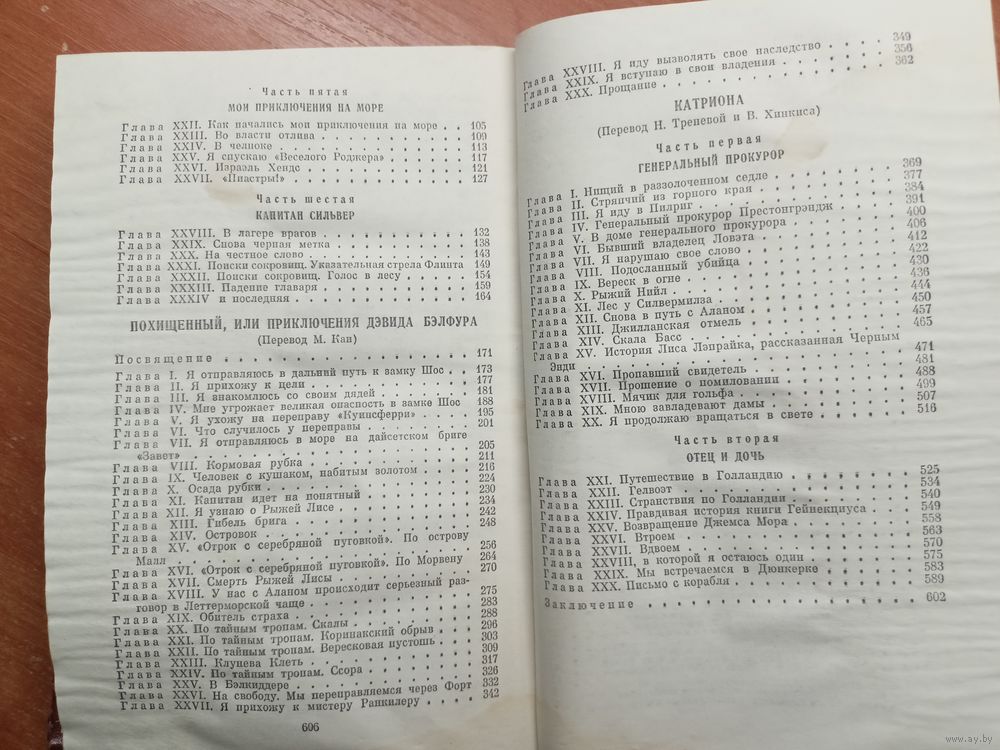 Часть пятая
МОИ ПРИКЛЮЧЕНИЯ НА МОРЕ
Глава XXII. Как начались мои приключения на море . . 105
Глава XXIII. Во власти отлива . . . . . . . . 109
Глава XXIV. В челноке . . . . . . . . . . 113
Глава XXV. Я спускаю «Веселого Роджера» . . . . . 117
Глава XXVI. Израэль Хендс . . . . . . . . . 121
Глава XXVII. «Пиастры!» . . . . . . . . . . 127
Часть шестая
КАПИТАН СИЛЬВЕР
Глава XXVIII. В лагере врагов . . . . . . . . 132
Глава XXIX. Снова черная метка . . . . . . . . 138
Глава XXX. На честное слово . . . . . . . . . 143
Глава XXXI. Поиски сокровищ. Указательная стрела Флинта 149
Глава XXXII. Поиски сокровищ. Голос в лесу . . . . 154
Глава XXXIII. Падение главаря . . . . . . . . 159
Глава XXXIV и последняя . . . . . . . . . . 164
ПОХИЩЕННЫЙ, ИЛИ ПРИКЛЮЧЕНИЯ ДЭВИДА БЭЛФУРА
(Перевод М. Кан)
Посвящение . . . . . . . . . . . . . 171
Глава I. Я отправляюсь в дальний путь к замку Шос . . 173
Глава II. Я прихожу к цели . . . . . . . . . 177
Глава III. Я знакомлюсь со своим дядей . . . . . . 181
Глава IV. Мне угрожает великая опасность в замке Шос 188
Глава V. Я ухожу на переправу «Куинсферри» . . . . 195
Глава VI. Что случилось у переправы . . . . . . . 201
Глава VII. Я отправляюсь в море на дайсетском бриге
«Завет» . . . . . . . . . . . . . . 205
Глава VIII. Кормовая рубка . . . . . . . . . 211
Глава IX. Человек с кушаком, набитым золотом . . . . 216
Глава X. Осада рубки . . . . . . . . . . . 224
Глава XI. Капитан идет на попятный . . . . . . . 230
Глава XII. Я узнаю о Рыжей Лисе . . . . . . . . 234
Глава XIII. Гибель брига . . . . . . . . . . 242
Глава XIV. Островок . . . . . . . . . . . 248
Глава XV. «Отрок с серебряной пуговкой». По острову
Малл . . . . . . . . . . . . . . . 256
Глава XVI. «Отрок с серебряной пуговкой». По Морвену 264
Глава XVII. Смерть Рыжей Лисы . . . . . . . . 270
Глава XVIII. У нас с Аланом происходит серьезный раз-
говор в Леттерморской чаще . . . . . . . . 275
Глава XIX. Обитель страха . . . . . . . . . . 283
Глава XX. По тайным тропам. Скалы . . . . . . . 288
Глава XXI. По тайным тропам. Коринакский обрыв . . . 296
Глава XXII. По тайным тропам. Вересковая пустошь . . 303
Глава XXIII. Клунева Клеть . . . . . . . . . 309
Глава XXIV. По тайным тропам. Ссора . . . . . . 317
Глава XXV. В Бэлкиддере . . . . . . . . . . 326
Глава XXVI. На свободу. Мы переправляемся через Форт 332
Глава XXVII. Я прихожу к мистеру Ранкилеру . . . . 342
606
Глава XXVIII. Я иду вызволять свое наследство . . . . 349
Глава XXIX. Я вступаю в свои владения . . . . . . 356
Глава XXX. Прощание . . . . . . . . . . . 362
КАТРИОНА
(Перевод Н. Треневой и В. Хинкиса)
Часть первая
ГЕНЕРАЛЬНЫЙ ПРОКУРОР
Глава I. Нищий в раззолоченном седле . . . . . . 369
Глава II. Стряпчий из горного края . . . . . . . 377
Глава III. Я иду в Пилриг . . . . . . . . . . 384
Глава IV. Генеральный прокурор Престонгрэндж . . . . 391
Глава V. В доме генерального прокурора . . . . . . 400
Глава VI. Бывший владелец Ловэта . . . . . . . 406
Глава VII. Я нарушаю свое слово . . . . . . . . 412
Глава VIII. Подосланный убийца . . . . . . . . 422
Глава IX. Вереск в огне . . . . . . . . . . 430
Глава X. Рыжий Нийл . . . . . . . . . . . 436
Глава XI. Лес у Силвермилза . . . . . . . . . 444
Глава XII. Снова в путь с Аланом . . . . . . . . 450
Глава XIII. Джилланская отмель . . . . . . . . 457
Глава XIV. Скала Басс . . . . . . . . . . . 465
Глава XV. История Лиса Лэпрайка, рассказанная Черным
Энди . . . . . . . . . . . . . . . 471
Глава XVI. Пропавший свидетель . . . . . . . . 481
Глава XVII. Прошение о помиловании . . . . . . . 488
Глава XVIII. Мячик для гольфа . . . . . . . . 499
Глава XIX. Мною завладевают дамы . . . . . . . 507
Глава XX. Я продолжаю вращаться в свете . . . . . 516
Часть вторая
ОТЕЦ И ДОЧЬ
Глава XXI. Путешествие в Голландию . . . . . . . 525
Глава XXII. Гелвоэт . . . . . . . . . . . 534
Глава XXIII. Странствия по Голландии . . . . . . 540
Глава XXIV. Правдивая история книги Гейнекциуса . . . 549
Глава XXV. Возвращение Джемса Мора . . . . . . 558
Глава XXVI. Втроем . . . . . . . . . . . 563
Глава XXVII. Вдвоем . . . . . . . . . . . 570
Глава XXVIII, в которой я остаюсь один . . . . . . 575
Глава XXIX. Мы встречаемся в Дюнкерке . . . . . . 583
Глава XXX. Письмо с корабля . . . . . . . . . 589
Заключение . . . . . . . . . . . . . 602
www.ay.by